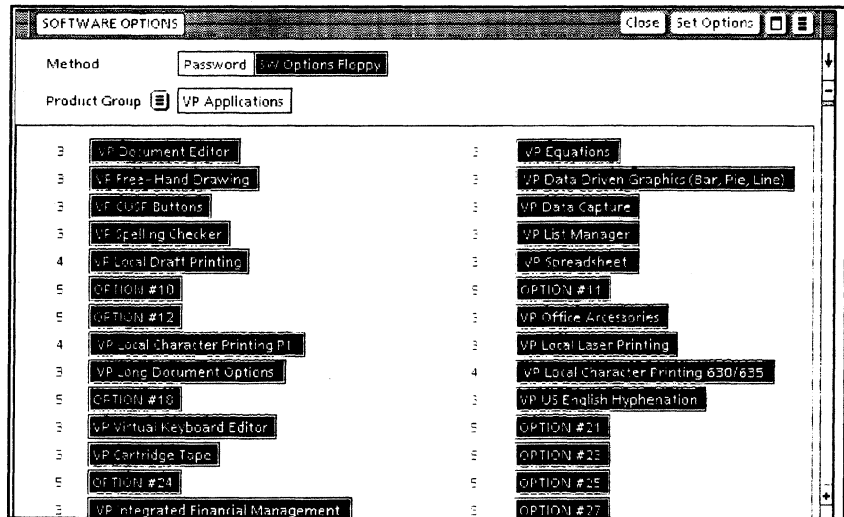 SOFTWARE OPTIONS Close Set Options
Method Password SW Options Floppy
Product Group VP Applications
3 VP Document Editor 3 VP Equations
3 VP Free-Hand Drawing 3 VP Data Driven Graphics (Bar, Pie, Line)
3 VP CUSP Buttons 3 VP Data Capture
3 VP Spelling Checker 3 VP List Manager
4 VP Local Draft Printing 3 VP Spreadsheet
5 OPTION #10 5 OPTION #11
5 OPTION #12 3 VP Office Accessories
4 VP Local Character Printing P1 3 VP Local Laser Printing
3 VP Long Document Options 4 VP Local Character Printing 630/635
5 OPTION #18 3 VP US English Hyphenation
3 VP Virtual Keyboard Editor 5 OPTION #21
3 VP Cartridge Tape 5 OPTION #23
5 OPTION #24 5 OPTION #25
3 VP Integrated Financial Management 5 OPTION #27